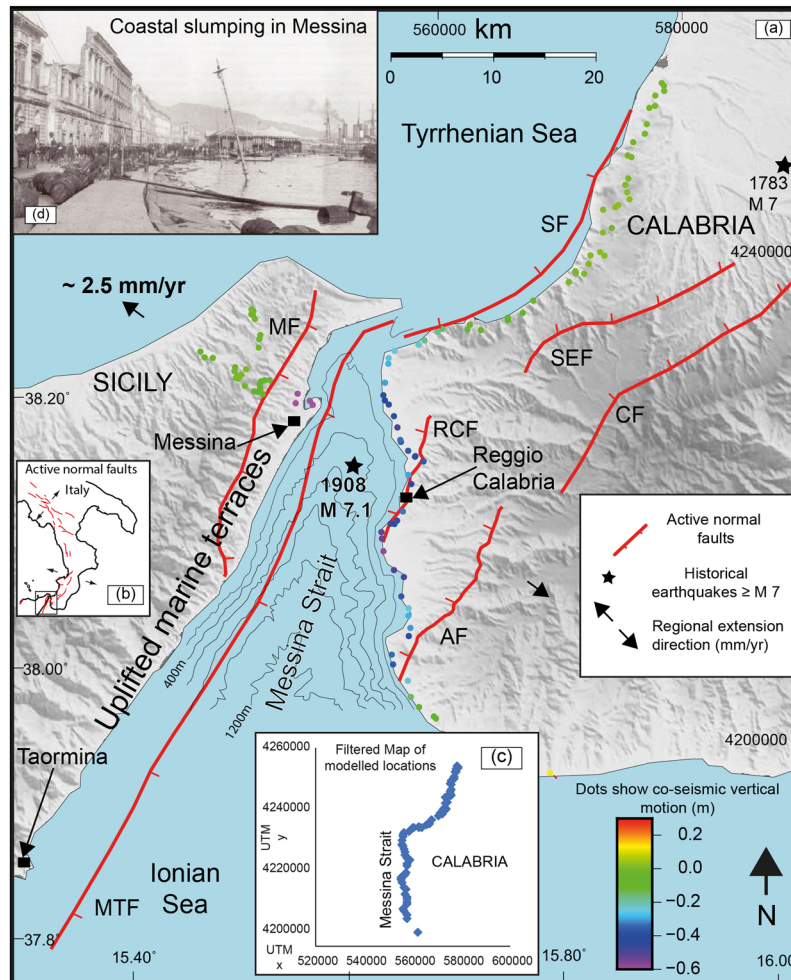 Coastal slumping in Messina
(d)
560000
580000
(a)
km
0
10
20
Tyrrhenian Sea
1783
M 7
SF
CALABRIA
4240000
~ 2.5 mm/yr
MF
SEF
SICILY
38.20°
CF
RCF
Messina
Reggio
Calabria
Active normal faults
Italy
(b)
1908
M 7.1
Uplifted marine terraces
Messina Strait
Active normal
faults
Historical
earthquakes ≥ M 7
Regional extension
direction (mm/yr)
AF
38.00°
400m
1200m
Taormina
4200000
Filtered Map of
modelled locations
(c)
4260000
4240000
4220000
4200000
UTM
y
Messina Strait
CALABRIA
UTM
x
520000
540000
560000
580000
600000
Dots show co-seismic vertical
motion (m)
0.2
0.0
−0.2
−0.4
−0.6
N
Ionian
Sea
MTF
37.8°
15.40
15.80
16.00